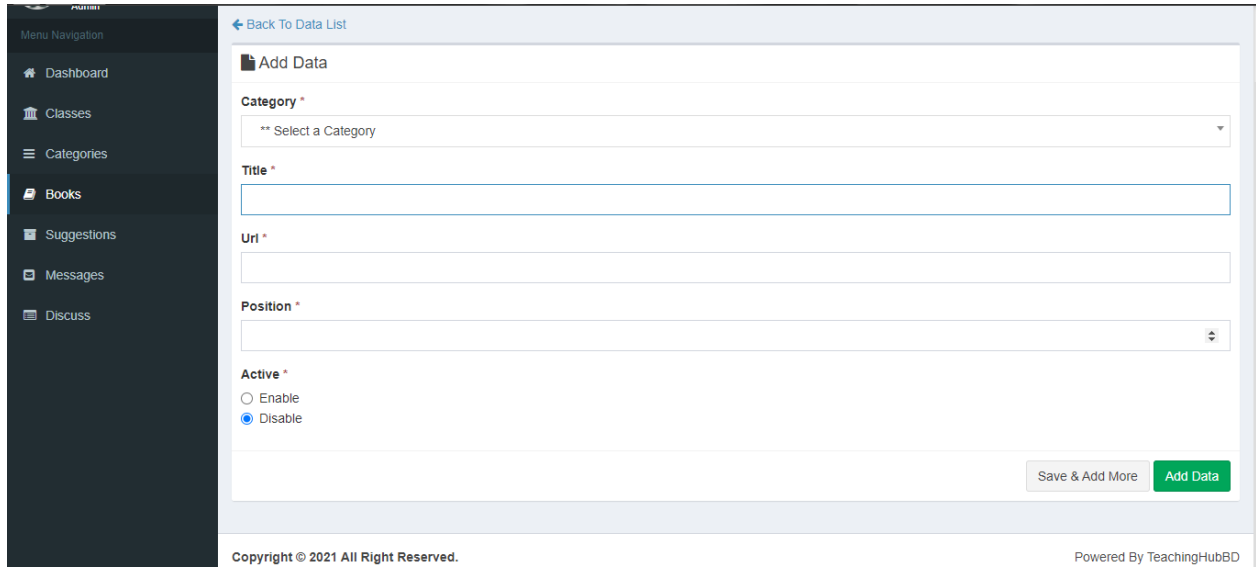 Admin
Menu Navigation
Dashboard
Classes
Categories
Books
Suggestions
Messages
Discuss
Back To Data List
Add Data
Category *
** Select a Category
Title *
Url *
Position *
Active *
Enable
Disable
Save & Add More
Add Data
Copyright © 2021 All Right Reserved.
Powered By TeachingHubBD